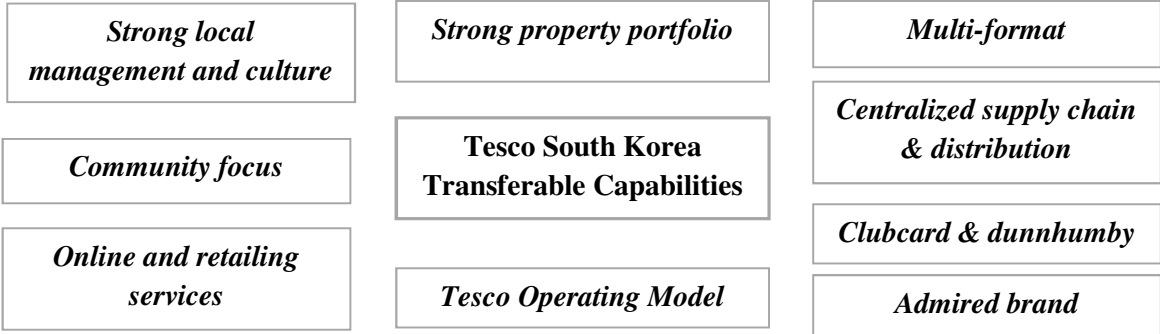 Strong local
management and culture
Community focus
Online and retailing
services
Strong property portfolio
Tesco South Korea
Transferable Capabilities
Tesco Operating Model
Multi-format
Centralized supply chain
& distribution
Clubcard & dunnhumby
Admired brand